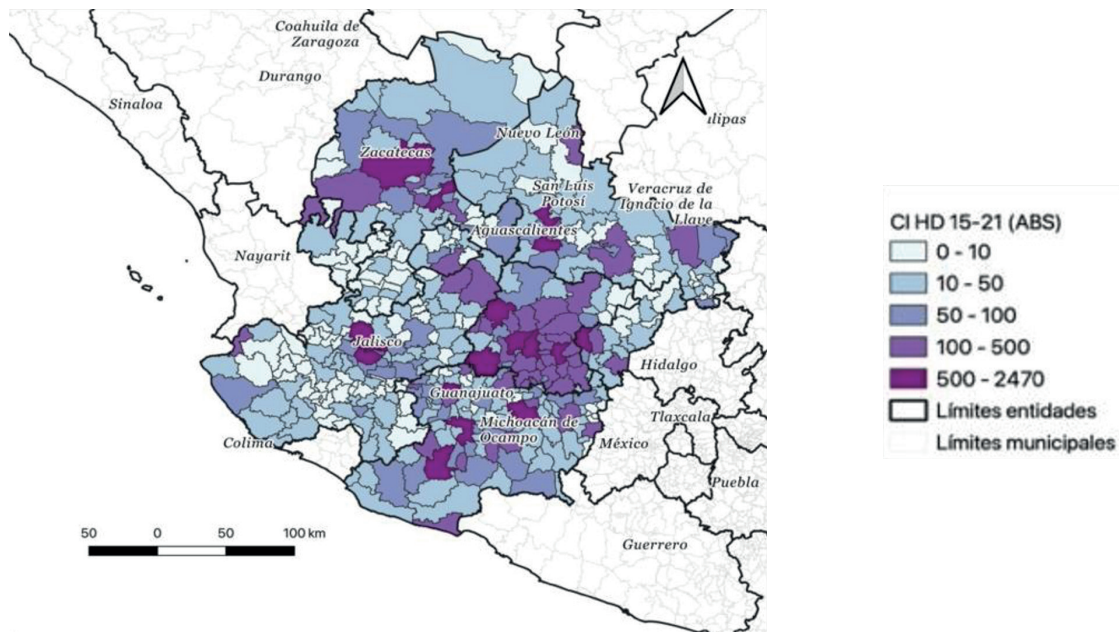 Coahuila de
Zaragoza
Durango
Sinaloa
Nuevo León
ulipas
Zacatecas
San Luis
Potosí
Veracruz de
Ignacio de la
Llave
Aguascalientes
Nayarit
Jalisco
Hidalgo
Guanajuato
Tlaxcala
Michoacán de
Ocampo
Colima
México
Puebla
Guerrero
50 0 50 100 km
CI HD 15-21 (ABS)
0 - 10
10 - 50
50 - 100
100 - 500
500 - 2470
Límites entidades
Límites municipales